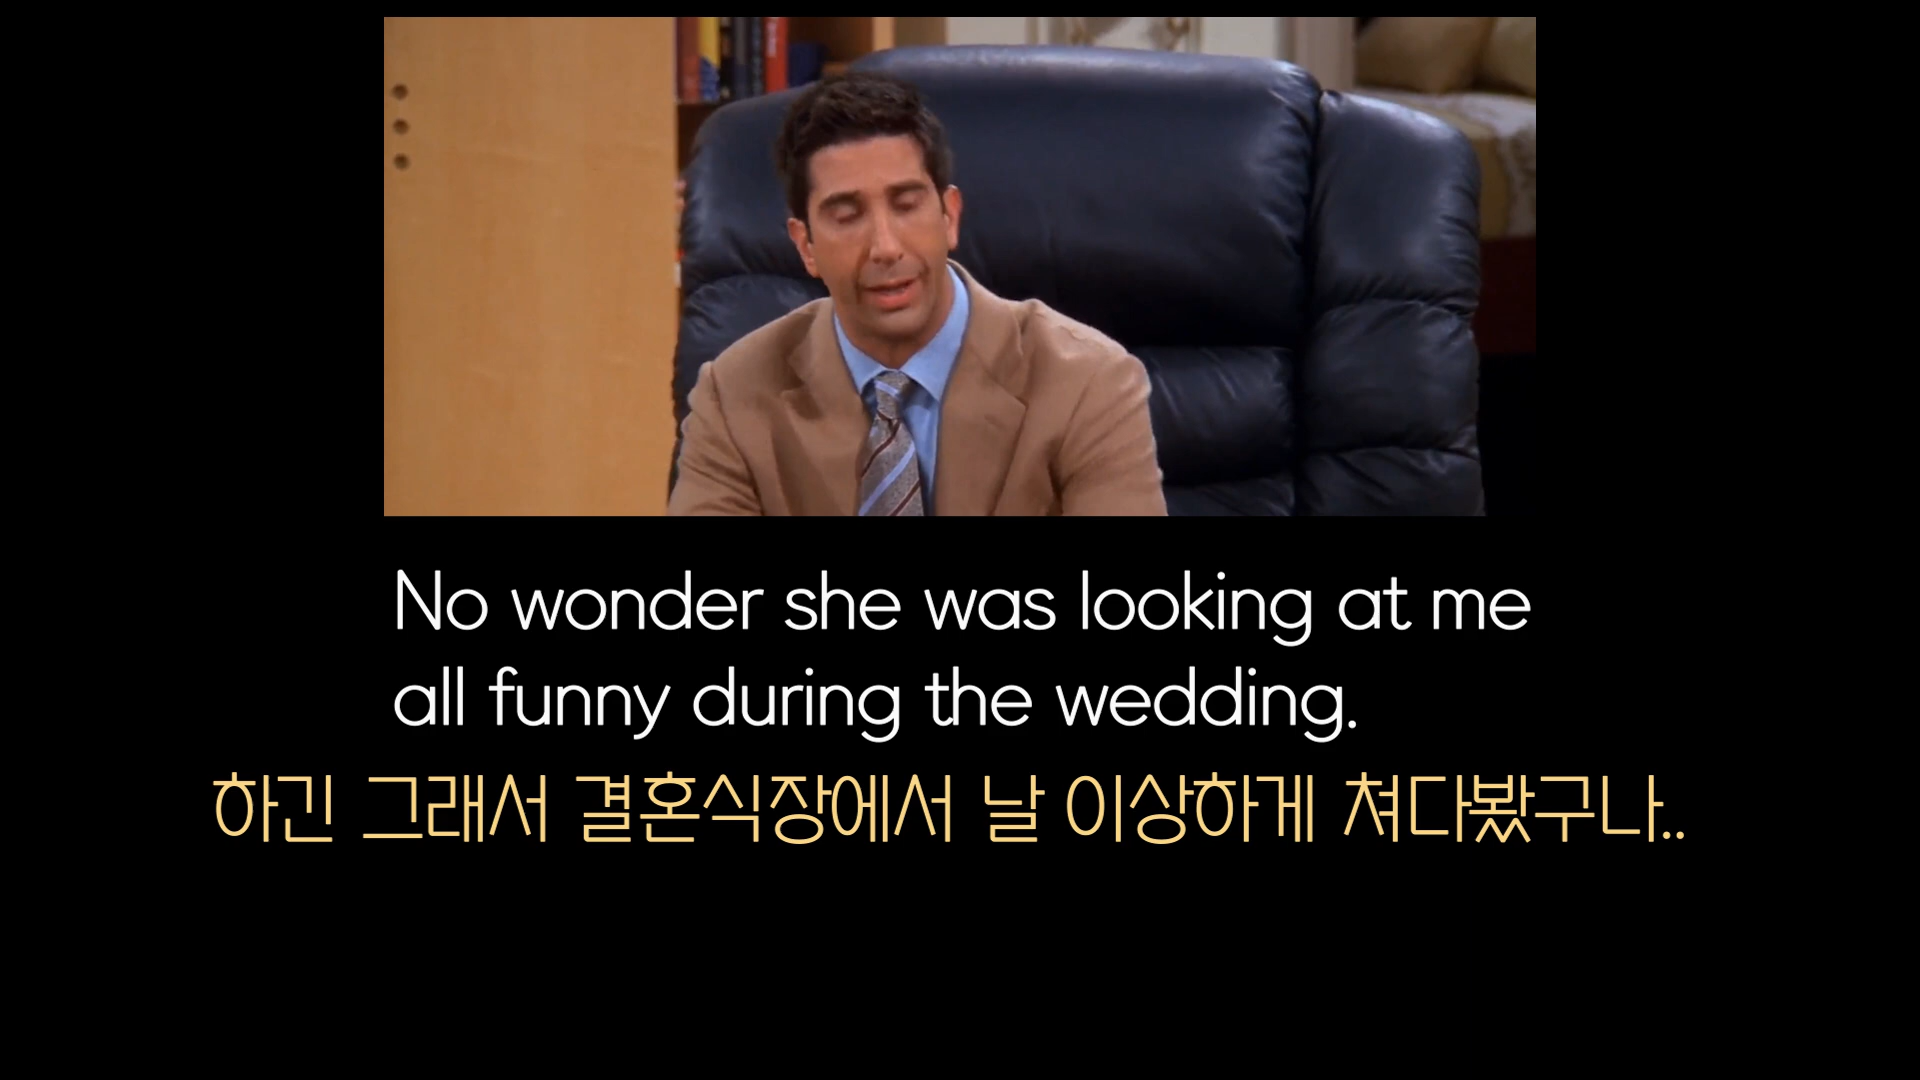 No wonder she was looking at me
all funny during the wedding.
하긴 그래서 결혼식장에서 날 이상하게 쳐다봤구나..